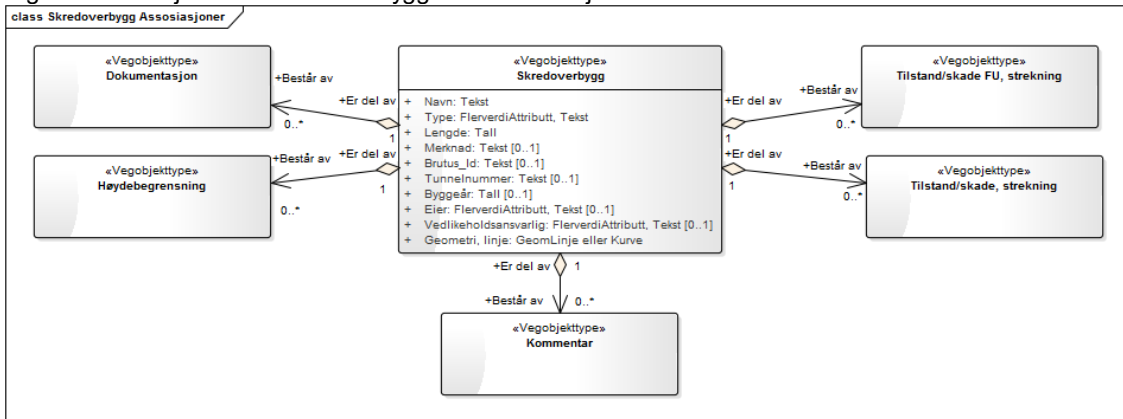 class Skredoverbygg Assosiasjoner
«Vegobjekttype»
Dokumentasjon
+Består av
0..*
+Er del av
1
«Vegobjekttype»
Høydebegrensning
+Består av
0..*
+Er del av
1
«Vegobjekttype»
Skredoverbygg
+ Navn: Tekst
+ Type: FlerverdiAttributt, Tekst
+ Lengde: Tall
+ Merknad: Tekst [0..1]
+ Brutus_Id: Tekst [0..1]
+ Tunnelnummer: Tekst [0..1]
+ Byggeår: Tall [0..1]
+ Eier: FlerverdiAttributt, Tekst [0..1]
+ Vedlikeholdsansvarlig: FlerverdiAttributt, Tekst [0..1]
+ Geometri, linje: GeomLinje eller Kurve
+Er del av
1
+Består av
0..*
«Vegobjekttype»
Tilstand/skade FU, strekning
+Er del av
1
+Består av
0..*
«Vegobjekttype»
Tilstand/skade, strekning
+Er del av
1
+Består av
0..*
«Vegobjekttype»
Kommentar